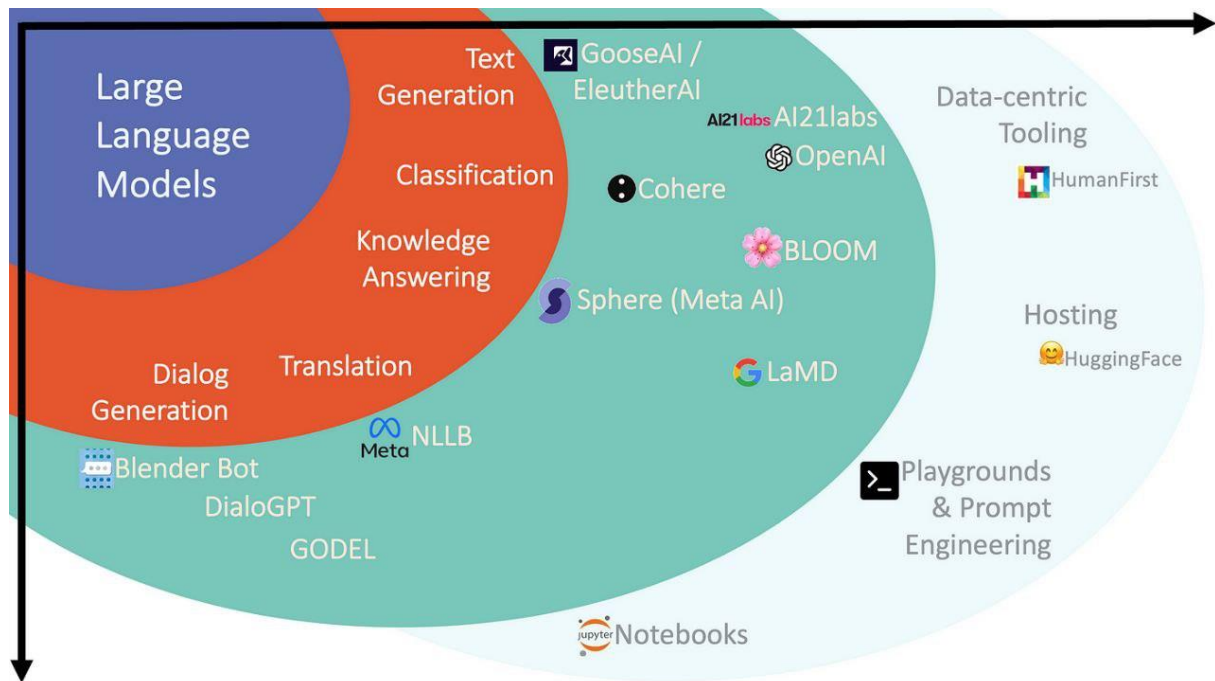 Large
Language
Models
Text
Generation
Classification
Knowledge
Answering
Translation
Dialog
Generation
GooseAI /
EleutherAI
AI21labs AI21labs
OpenAI
Cohere
BLOOM
Sphere (Meta AI)
LaMD
Meta NLLB
Blender Bot
DialoGPT
GODEL
Data-centric
Tooling
HumanFirst
Hosting
HuggingFace
Playgrounds
& Prompt
Engineering
jupyter Notebooks